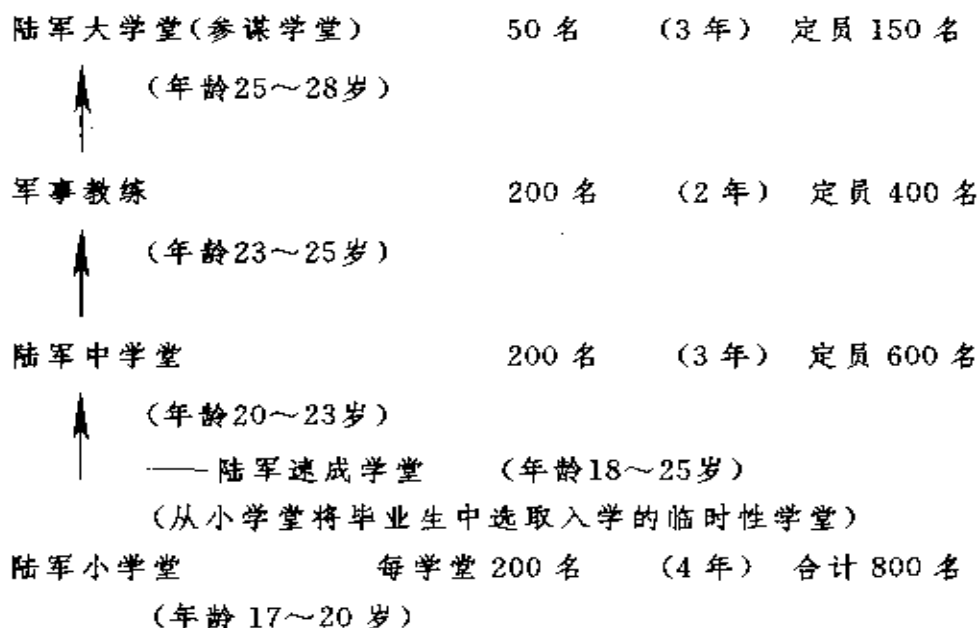 陆军大学堂(参谋学堂) 50 名 (3 年) 定员 150 名
(年龄25~28岁)
军事教练 200 名 (2 年) 定员 400 名
(年龄23~25岁)
陆军中学堂 200 名 (3 年) 定员 600 名
(年龄20~23岁)
——陆军速成学堂 (年龄18~25岁)
(从小学堂将毕业生中选取入学的临时性学堂)
陆军小学堂 每学堂 200 名 (4 年) 合计 800 名
(年龄 17~20 岁)